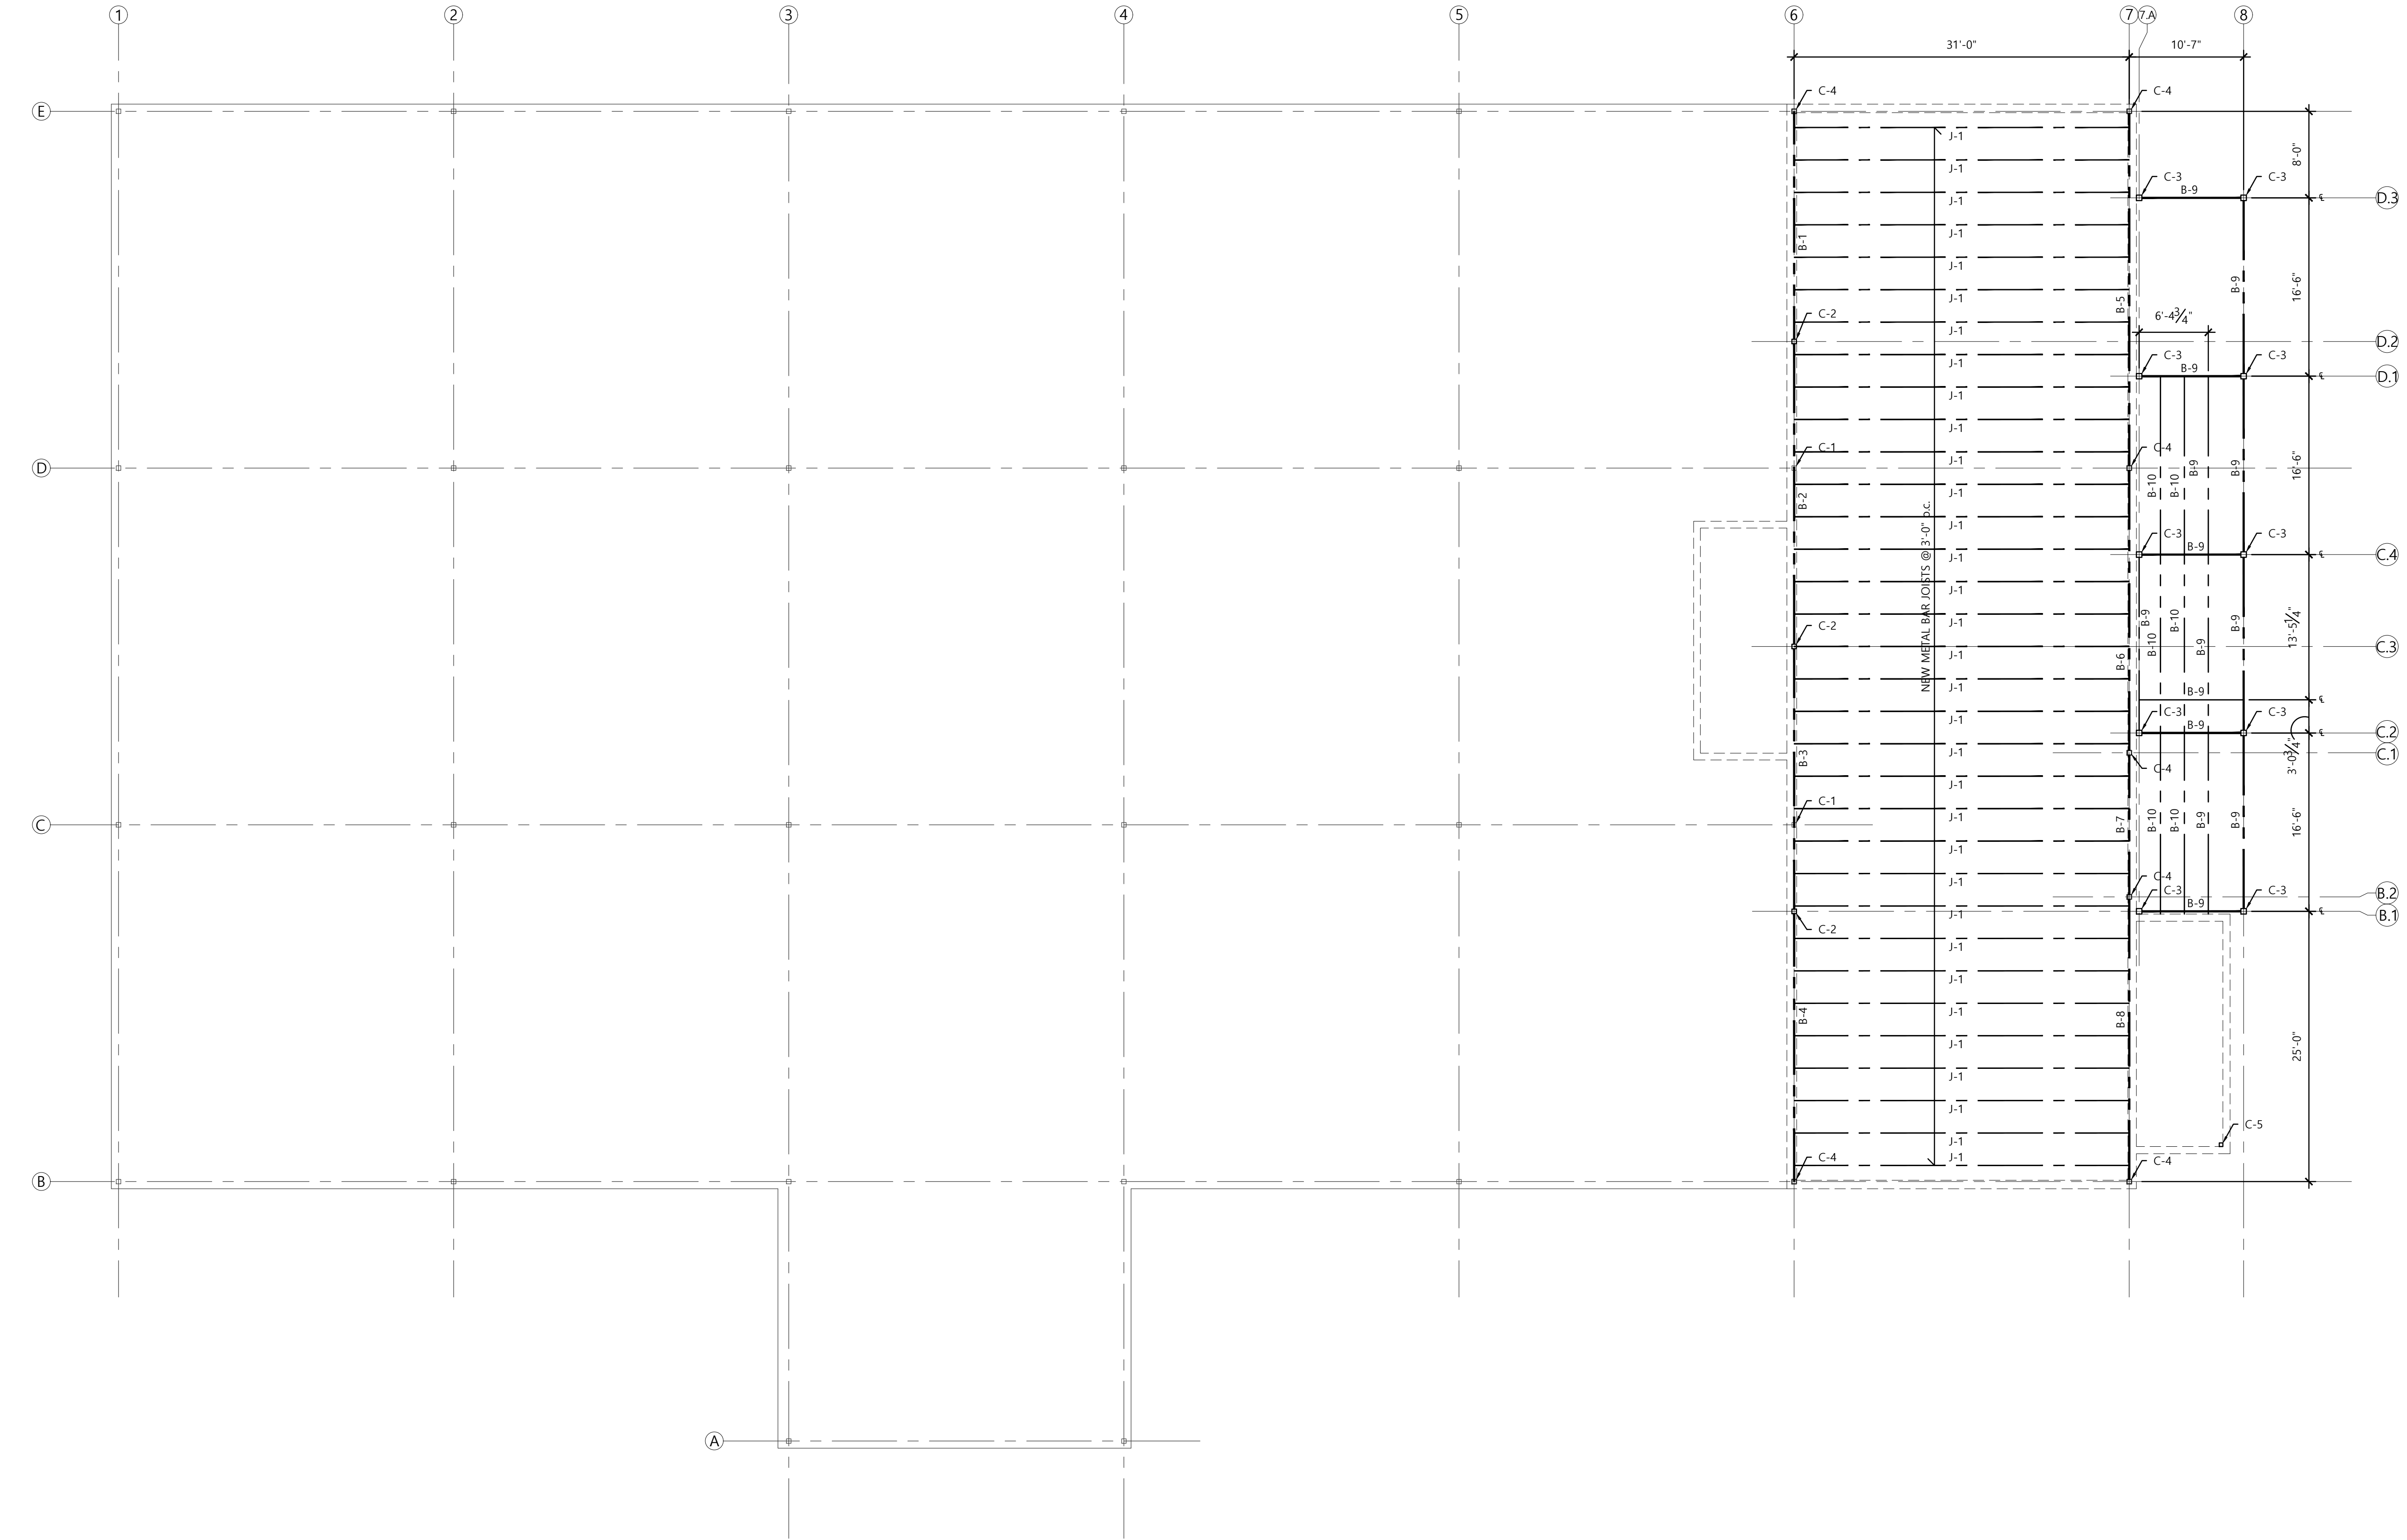 1 2 3 4 5 6 7 7.A 8
31'-0" 10'-7"
C-4 C-4
E
J-1
8'-0"
J-1
C-3 C-3
B-9
D.3
J-1
J-1
B-1
J-1
B-9
16'-6"
J-1
B-5
C-2
6'-4 3/4"
J-1
D.2
C-3 C-3
J-1
B-9
D.1
J-1
J-1
C-1
C-4
D
J-1
B-9
B-9
16'-6"
B-10
B-10
J-1
B-2
NEW METAL BAR JOISTS @ 3'-0" o.c.
J-1
C-3 C-3
B-9
C.4
J-1
J-1
B-9
B-10
B-9
13'-5 1/4"
C-2
J-1
B-10
B-9
C.3
J-1
B-6
J-1
B-9
C-3 C-3
J-1
B-9
C.2
J-1
B-3
C-4
3'-0 3/4"
C.1
J-1
C-1
J-1
C
B-7
B-10
B-10
B-9
B-9
16'-6"
J-1
C-4
J-1
C-3 C-3
B-9
B.2
J-1
B.1
C-2
J-1
J-1
J-1
B-4
B-8
J-1
25'-0"
J-1
J-1
C-5
J-1
C-4
J-1
C-4
B
A